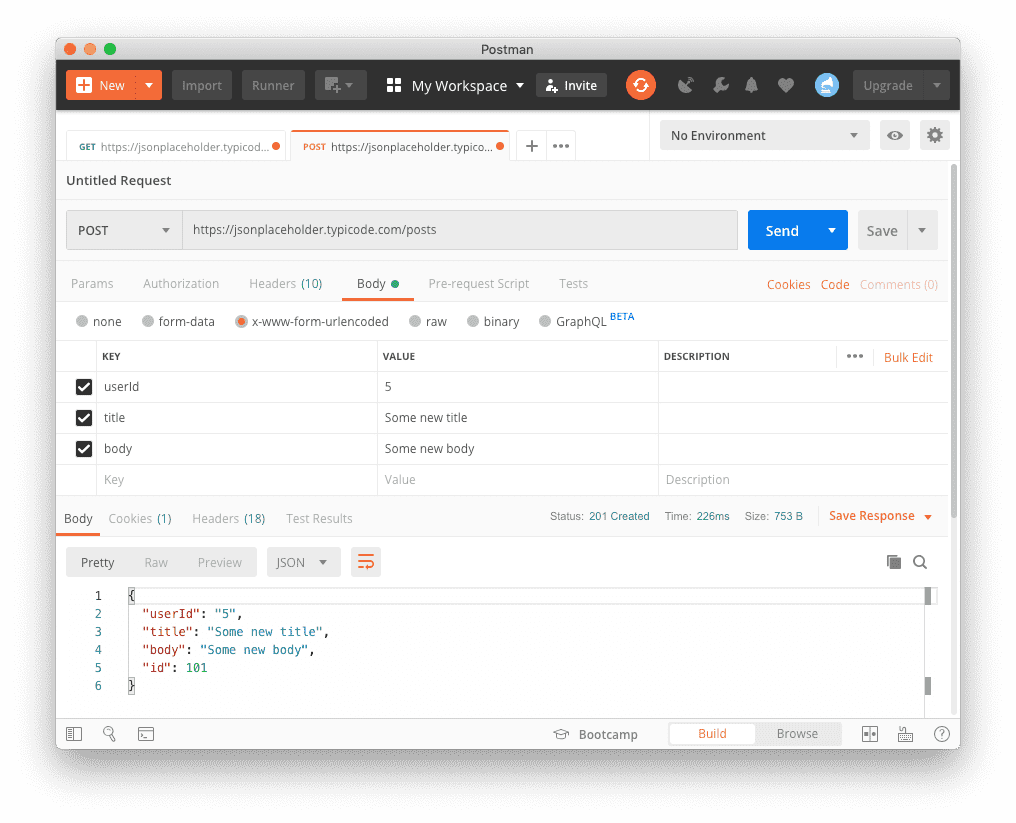 Postman
New Import Runner My Workspace Invite Upgrade
GET https://jsonplaceholder.typicod... POST https://jsonplaceholder.typico... No Environment
Untitled Request
POST https://jsonplaceholder.typicode.com/posts Send Save
Params Authorization Headers (10) Body Pre-request Script Tests Cookies Code Comments (0)
none form-data x-www-form-urlencoded raw binary GraphQL BETA
KEY VALUE DESCRIPTION Bulk Edit
userId 5
title Some new title
body Some new body
Key Value Description
Body Cookies (1) Headers (18) Test Results Status: 201 Created Time: 226ms Size: 753 B Save Response
Pretty Raw Preview JSON
1 {
2 "userId": "5",
3 "title": "Some new title",
4 "body": "Some new body",
5 "id": 101
6 }
Bootcamp Build Browse